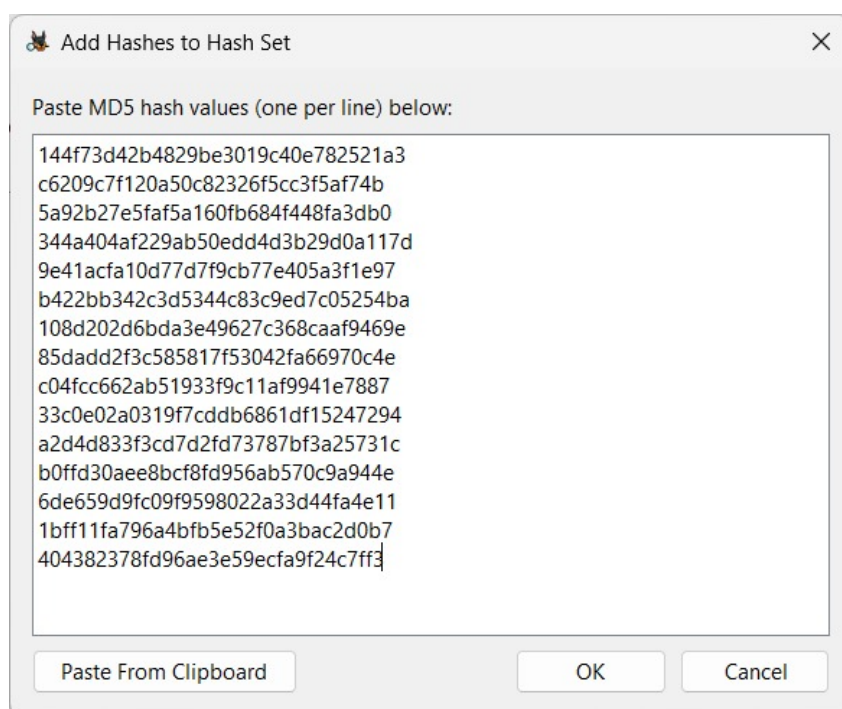 Add Hashes to Hash Set
Paste MD5 hash values (one per line) below:
144f73d42b4829be3019c40e782521a3
c6209c7f120a50c82326f5cc3f5af74b
5a92b27e5faf5a160fb684f448fa3db0
344a404af229ab50edd4d3b29d0a117d
9e41acfa10d77d7f9cb77e405a3f1e97
b422bb342c3d5344c83c9ed7c05254ba
108d202d6bda3e49627c368caaf9469e
85dadd2f3c585817f53042fa66970c4e
c04fcc662ab51933f9c11af9941e7887
33c0e02a0319f7cddb6861df15247294
a2d4d833f3cd7d2fd73787bf3a25731c
b0ffd30aee8bcf8fd956ab570c9a944e
6de659d9fc09f9598022a33d44fa4e11
1bff11fa796a4bfb5e52f0a3bac2d0b7
404382378fd96ae3e59ecfa9f24c7ff3
Paste From Clipboard OK Cancel